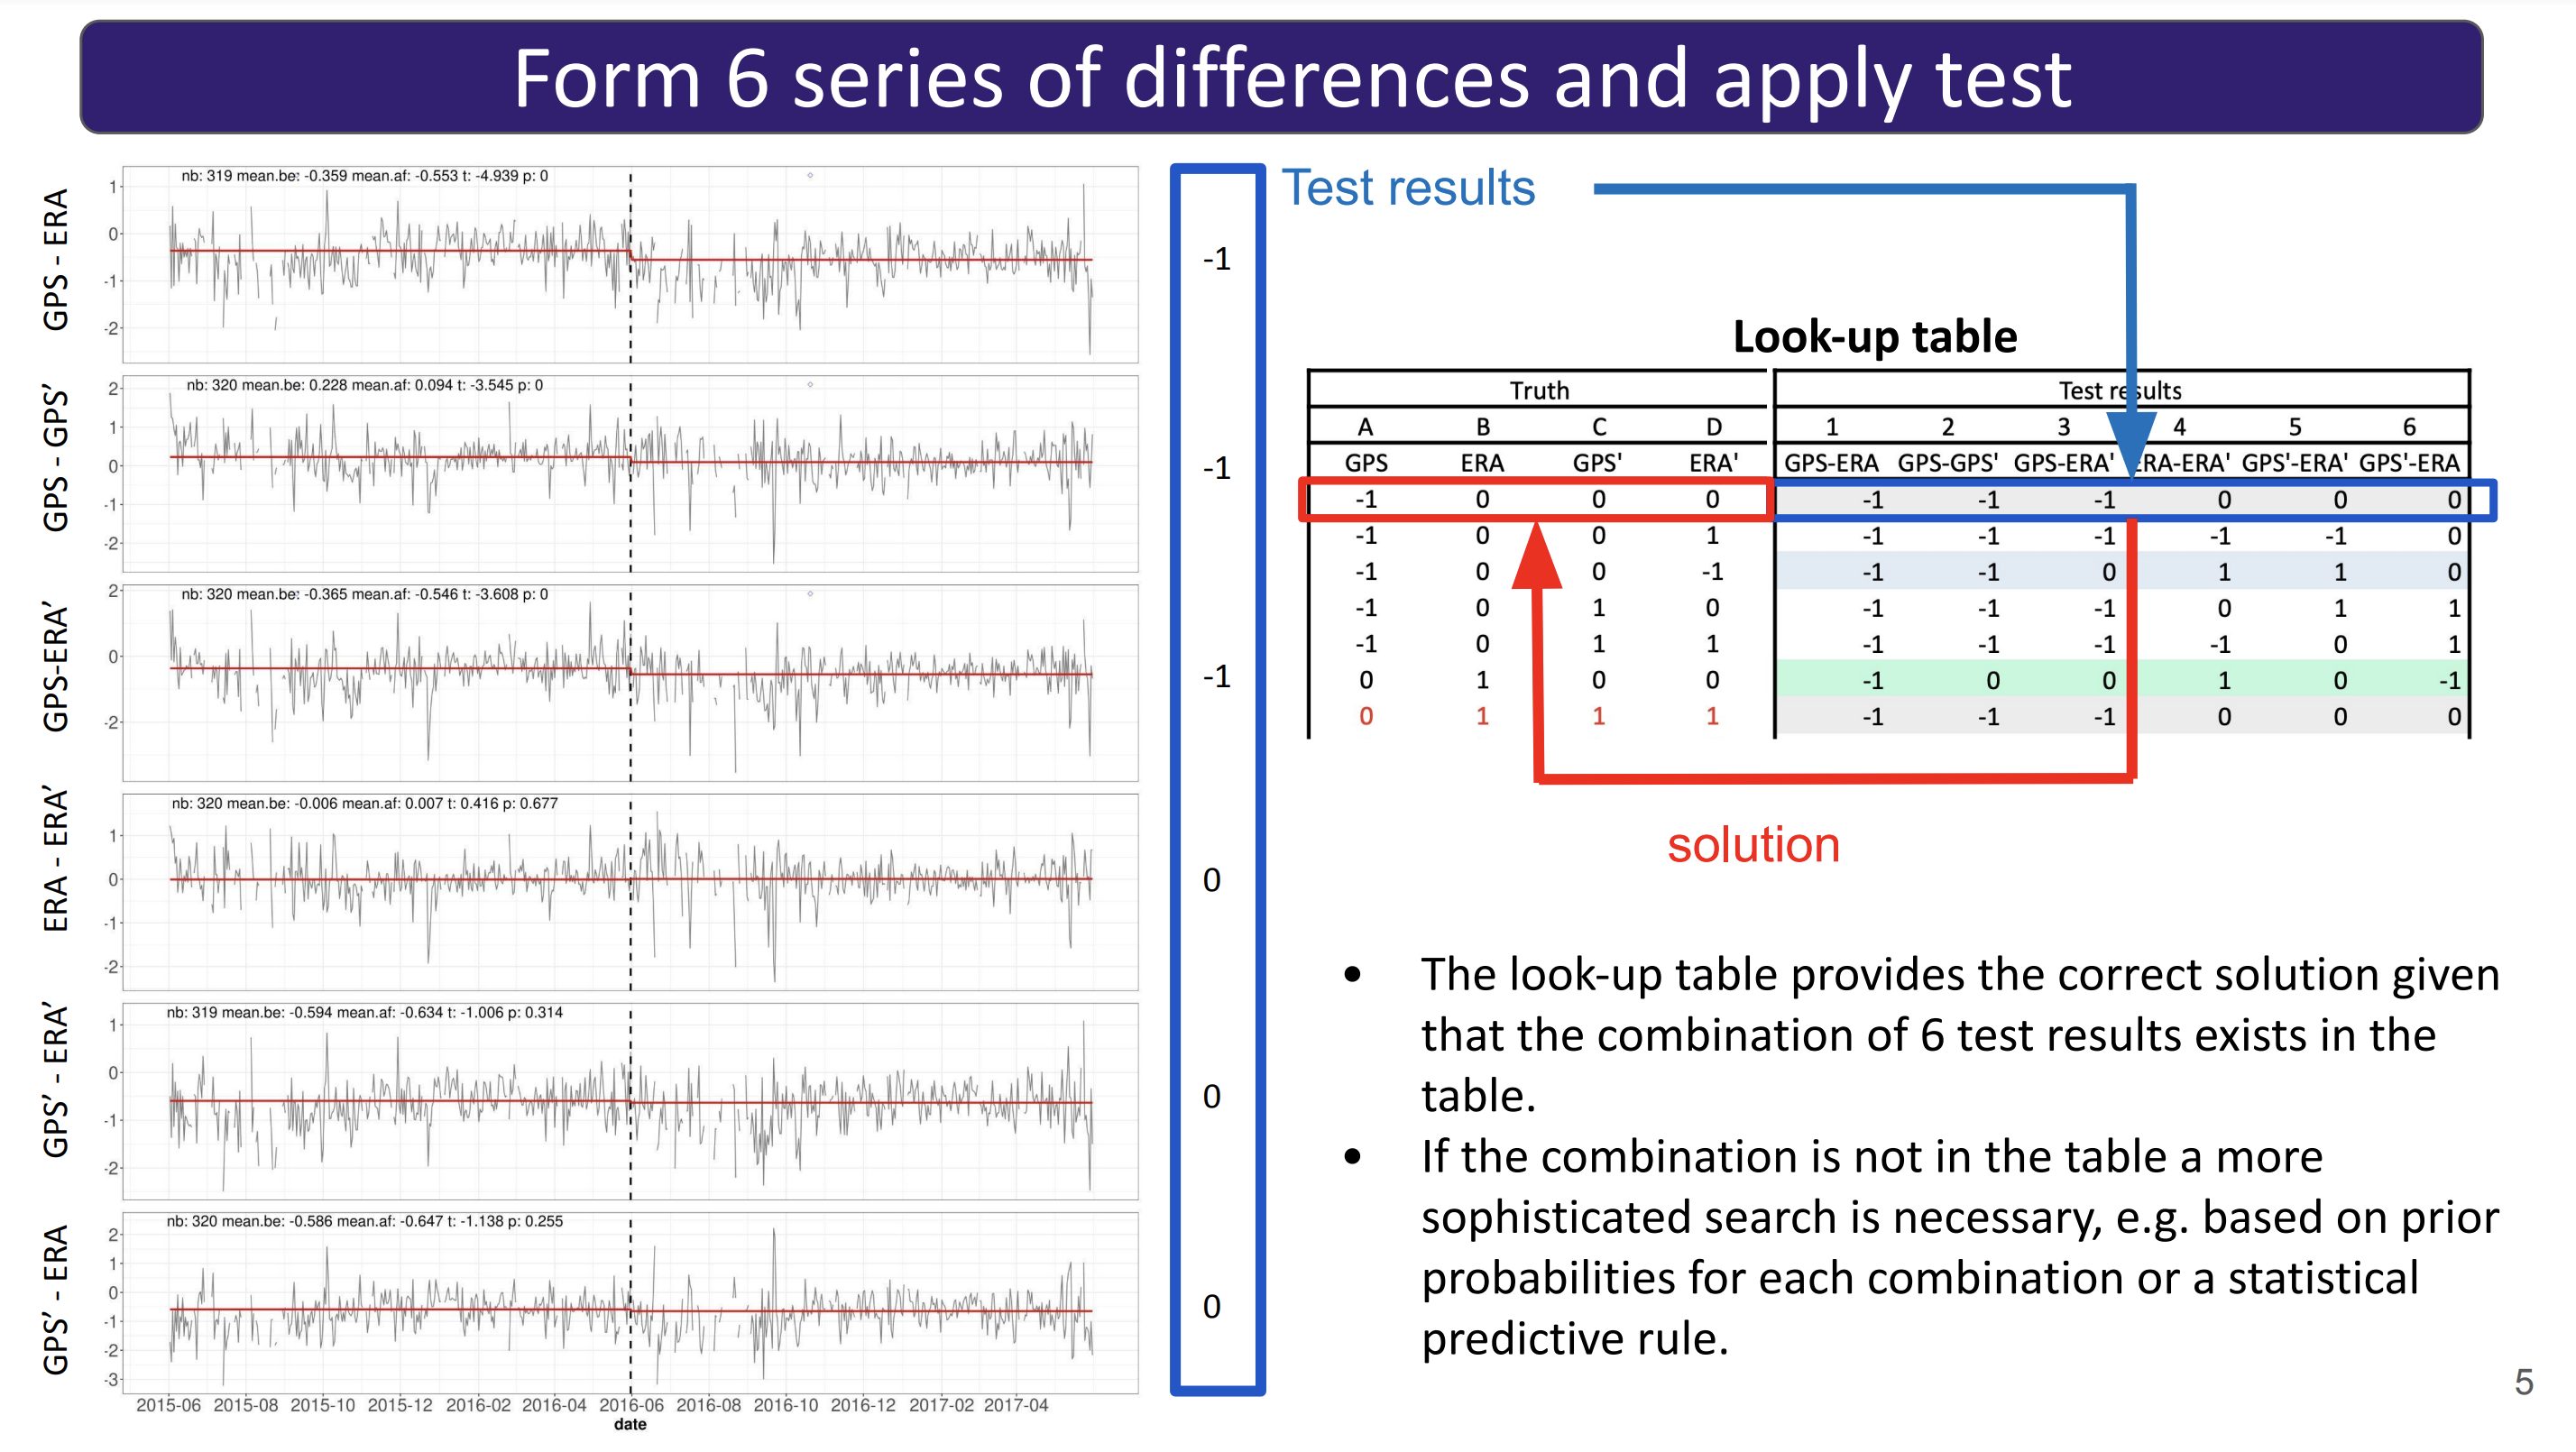 Form 6 series of differences and apply test
GPS - ERA
nb: 319 mean.be: -0.359 mean.af: -0.553 t: -4.939 p: 0
1
0
-1
-2
GPS - GPS’
nb: 320 mean.be: 0.228 mean.af: 0.094 t: -3.545 p: 0
2
1
0
-1
-2
GPS-ERA’
nb: 320 mean.be: -0.365 mean.af: -0.546 t: -3.608 p: 0
2
0
-2
ERA - ERA’
nb: 320 mean.be: -0.006 mean.af: 0.007 t: 0.416 p: 0.677
1
0
-1
-2
GPS’ - ERA’
nb: 319 mean.be: -0.594 mean.af: -0.634 t: -1.006 p: 0.314
1
0
-1
-2
GPS’ - ERA
nb: 320 mean.be: -0.586 mean.af: -0.647 t: -1.138 p: 0.255
2
1
0
-1
-2
-3
2015-06 2015-08 2015-10 2015-12 2016-02 2016-04 2016-06 2016-08 2016-10 2016-12 2017-02 2017-04
date
-1
-1
-1
0
0
0
Test results
Look-up table
Truth Test results
A B C D 1 2 3 4 5 6
GPS ERA GPS' ERA' GPS-ERA GPS-GPS' GPS-ERA' ERA-ERA' GPS'-ERA' GPS'-ERA
-1 0 0 0 -1 -1 -1 0 0 0
-1 0 0 1 -1 -1 -1 -1 -1 0
-1 0 0 -1 -1 -1 0 1 1 0
-1 0 1 0 -1 -1 -1 0 1 1
-1 0 1 1 -1 -1 -1 -1 0 1
0 1 0 0 -1 0 0 1 0 -1
0 1 1 1 -1 -1 -1 0 0 0
solution
• The look-up table provides the correct solution given
that the combination of 6 test results exists in the
table.
• If the combination is not in the table a more
sophisticated search is necessary, e.g. based on prior
probabilities for each combination or a statistical
predictive rule.
5